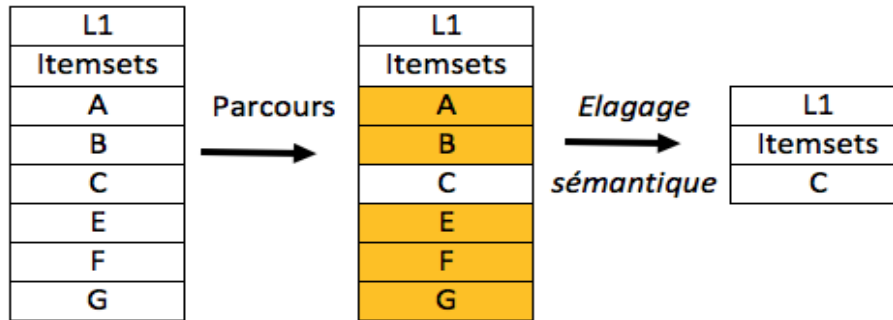 L1
Itemsets
A
B
C
E
F
G
Parcours
L1
Itemsets
A
B
C
E
F
G
Elagage
sémantique
L1
Itemsets
C